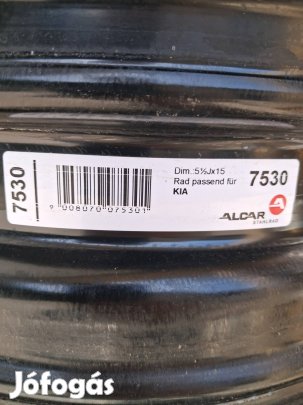 7530
9 008070 075301
Dim.:5½Jx15
Rad passend für
KIA
7530
ALCAR
STAHLRAD
Jófogás